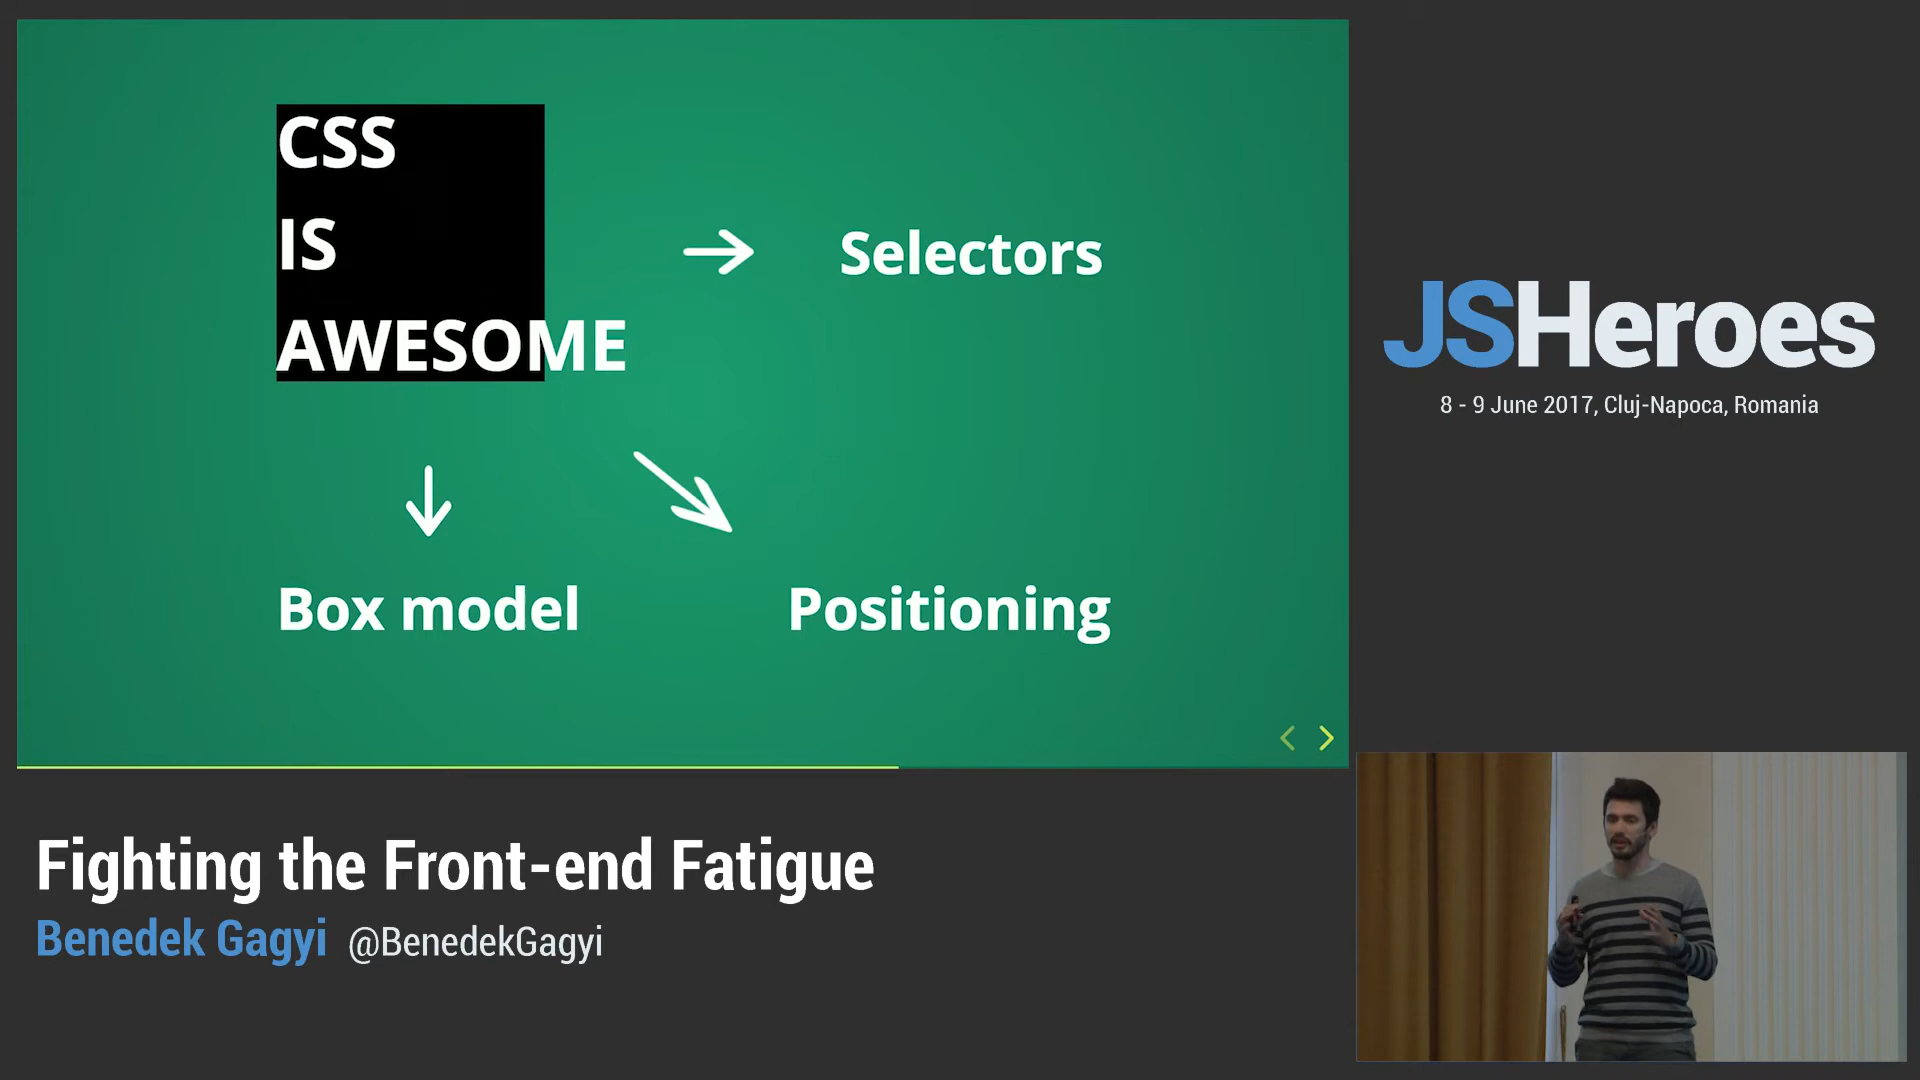 CSS
IS
AWESOME
Selectors
Box model
Positioning
JSHeroes
8 - 9 June 2017, Cluj-Napoca, Romania
Fighting the Front-end Fatigue
Benedek Gagyi @BenedekGagyi